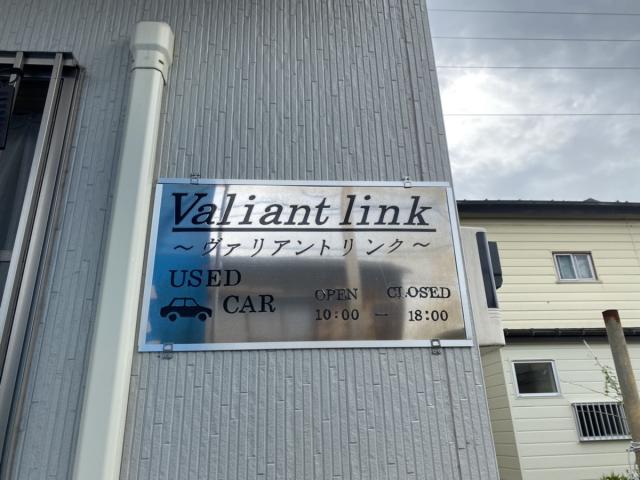 Valiant link
～ヴァリアントリンク～
USED
CAR
OPEN CLOSED
10:00 — 18:00